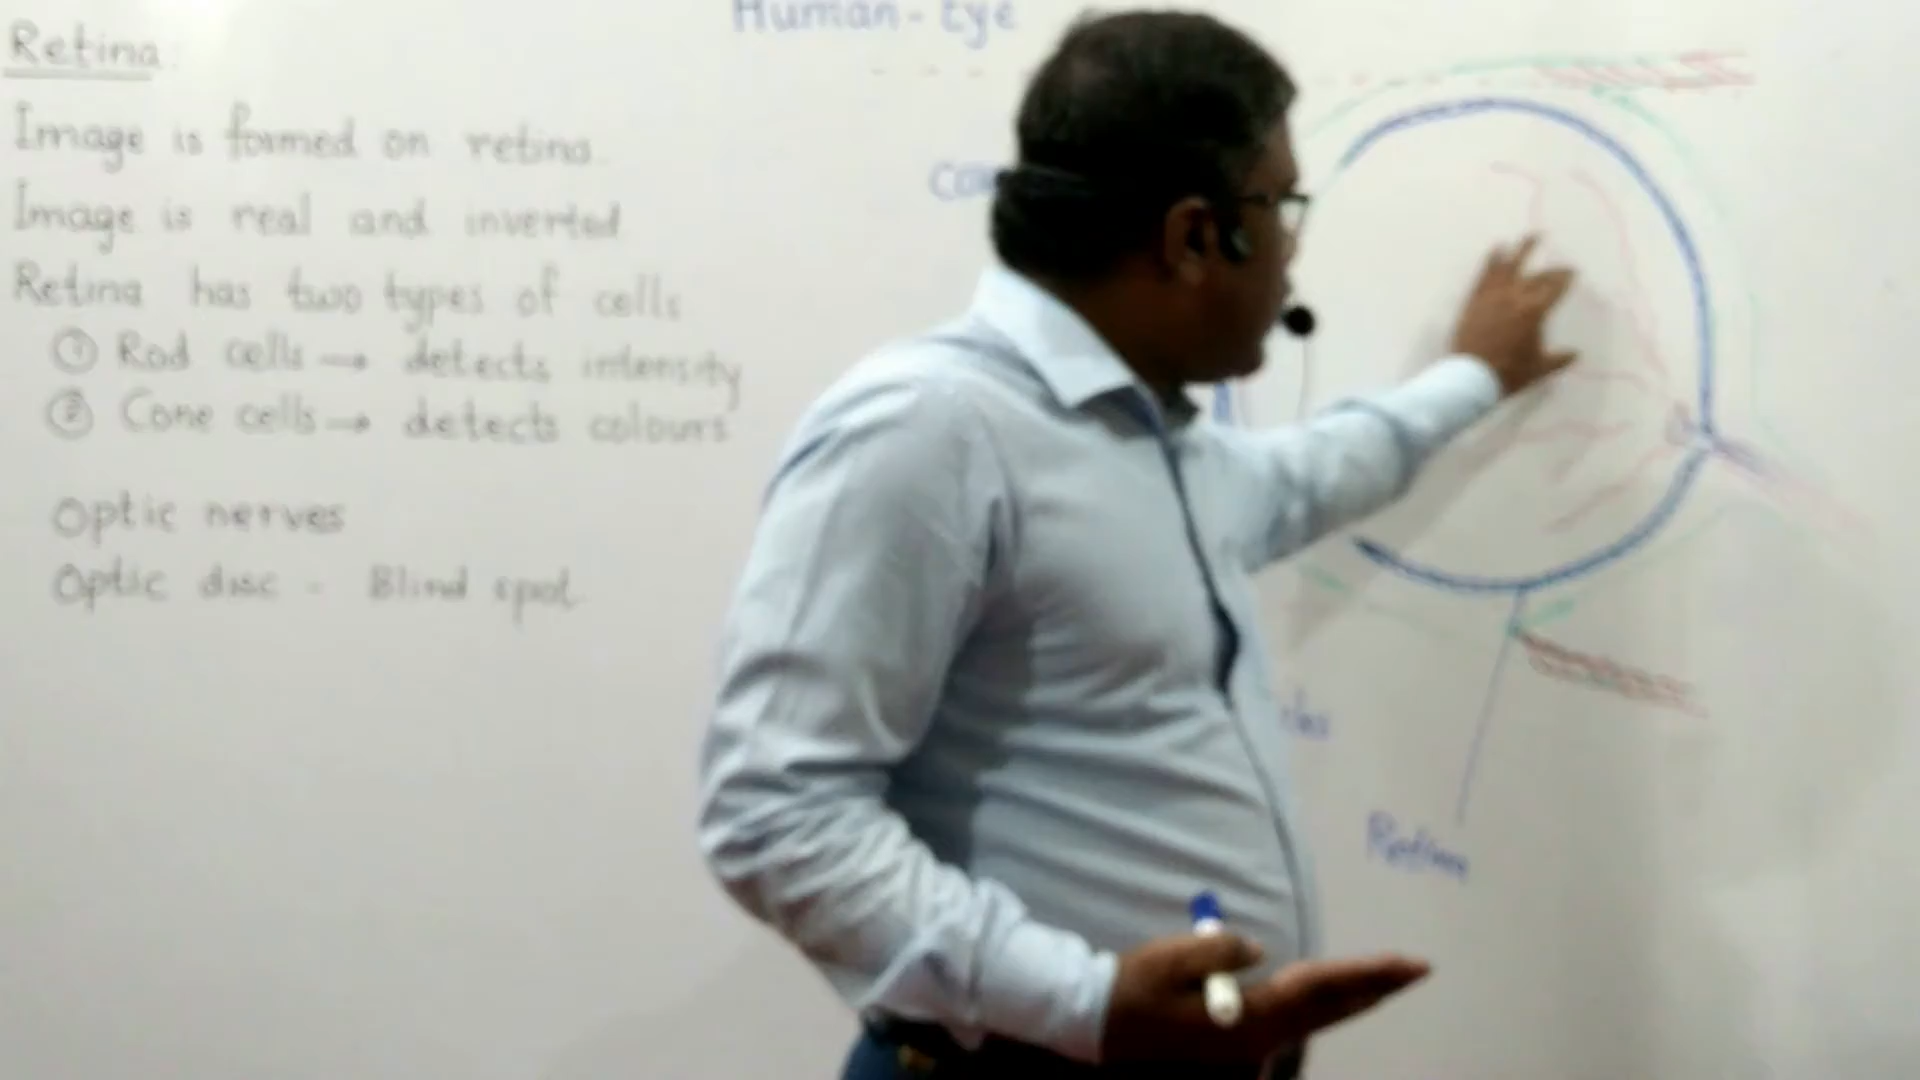 Human - Eye
Retina:
Image is formed on retina.
Image is real and inverted
Retina has two types of cells
① Rod cells → detects intensity
② Cone cells → detects colours
Optic nerves
Optic disc - Blind spot
Retina